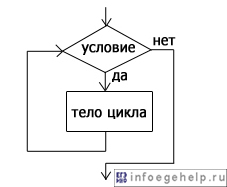 условие
нет
да
тело цикла
infoegehelp.ru